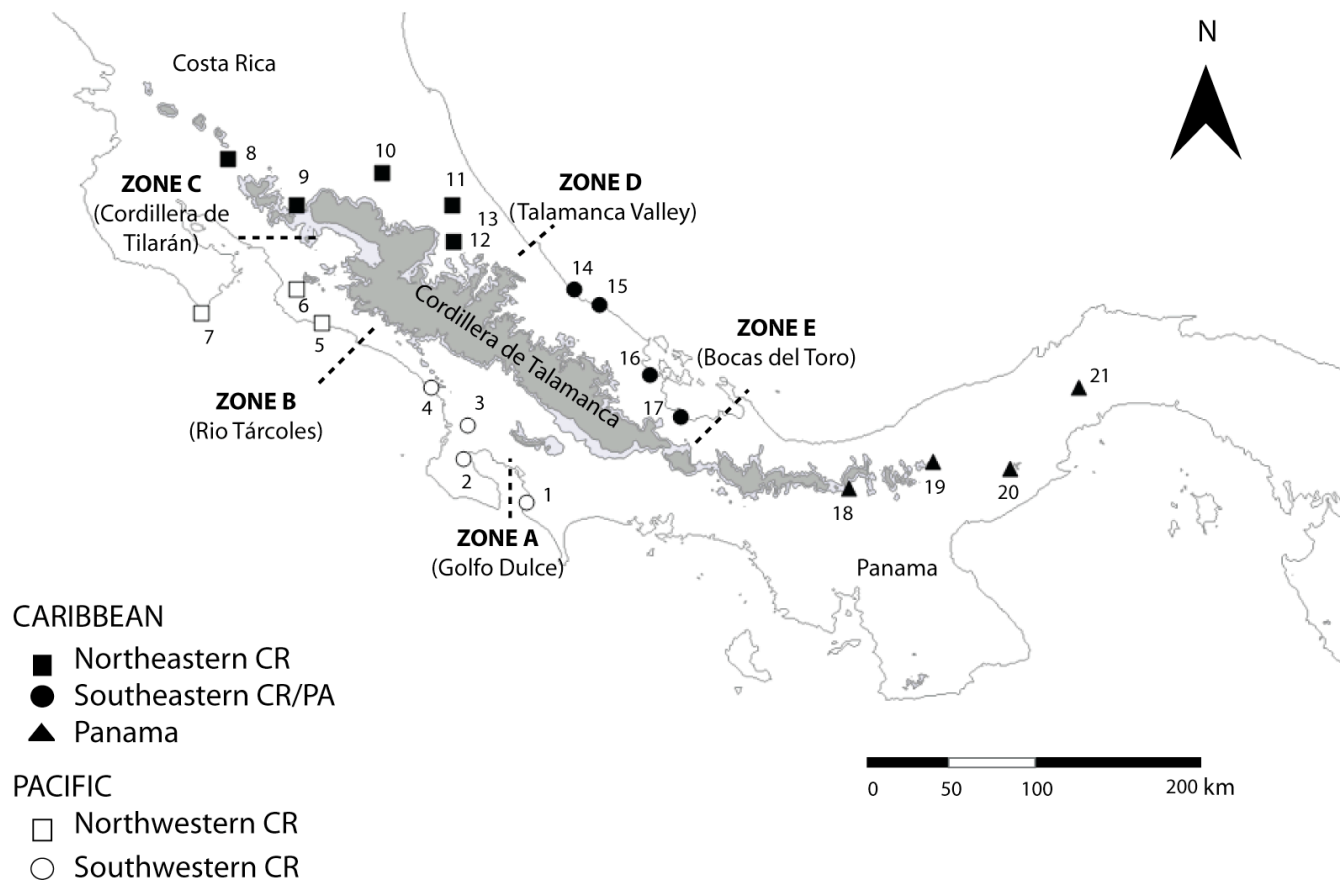 N
Costa Rica
8
10
9
ZONE C
(Cordillera de
Tilarán)
11
13
12
ZONE D
(Talamanca Valley)
14
15
6
7
5
Cordillera de Talamanca
ZONE E
(Bocas del Toro)
16
17
ZONE B
(Rio Tárcoles)
4
3
2
1
21
19
20
18
ZONE A
(Golfo Dulce)
Panama
CARIBBEAN
Northeastern CR
Southeastern CR/PA
Panama
PACIFIC
Northwestern CR
Southwestern CR
0 50 100 200 km